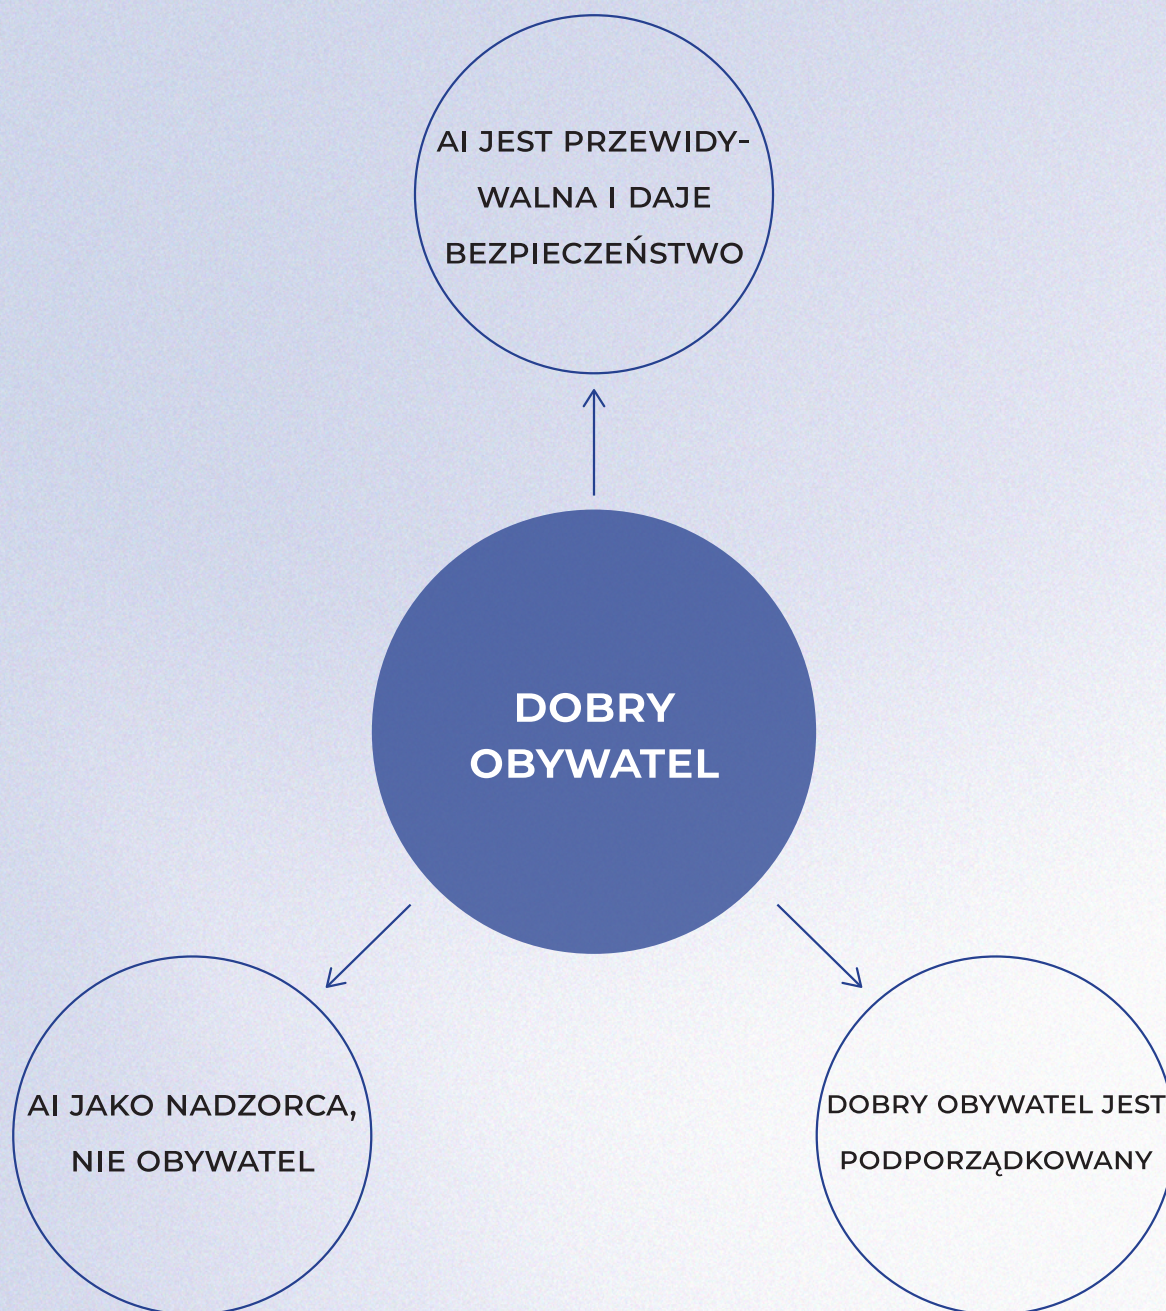 AI JEST PRZEWIDY-
WALNA I DAJE
BEZPIECZEŃSTWO
DOBRY
OBYWATEL
AI JAKO NADZORCA,
NIE OBYWATEL
DOBRY OBYWATEL JEST
PODPORZĄDKOWANY